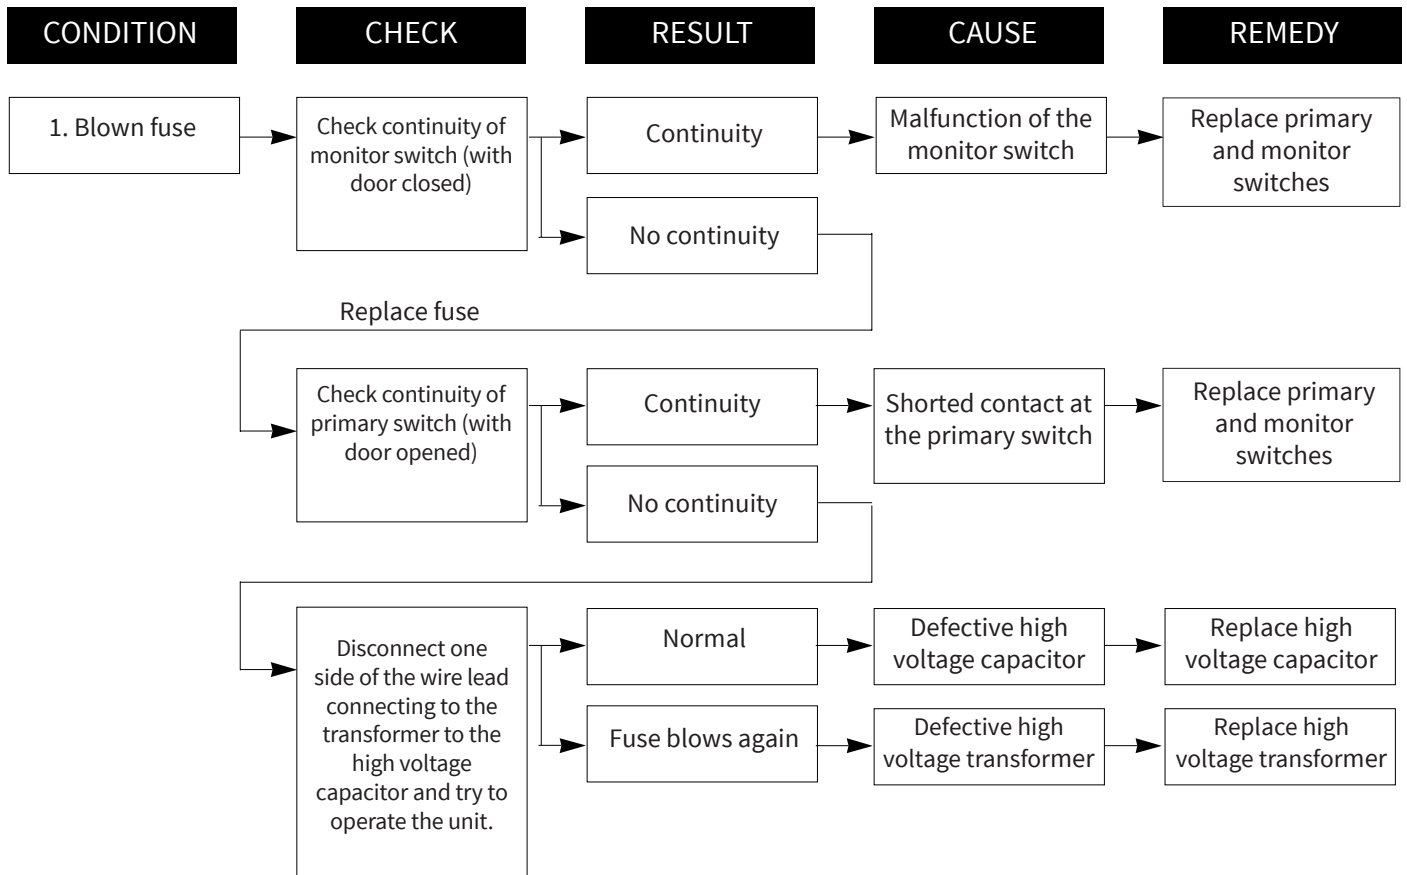 CONDITION
CHECK
RESULT
CAUSE
REMEDY
1. Blown fuse
Check continuity of
monitor switch (with
door closed)
Continuity
Malfunction of the
monitor switch
Replace primary
and monitor
switches
No continuity
Replace fuse
Check continuity of
primary switch (with
door opened)
Continuity
Shorted contact at
the primary switch
Replace primary
and monitor
switches
No continuity
Disconnect one
side of the wire lead
connecting to the
transformer to the
high voltage
capacitor and try to
operate the unit.
Normal
Defective high
voltage capacitor
Replace high
voltage capacitor
Fuse blows again
Defective high
voltage transformer
Replace high
voltage transformer